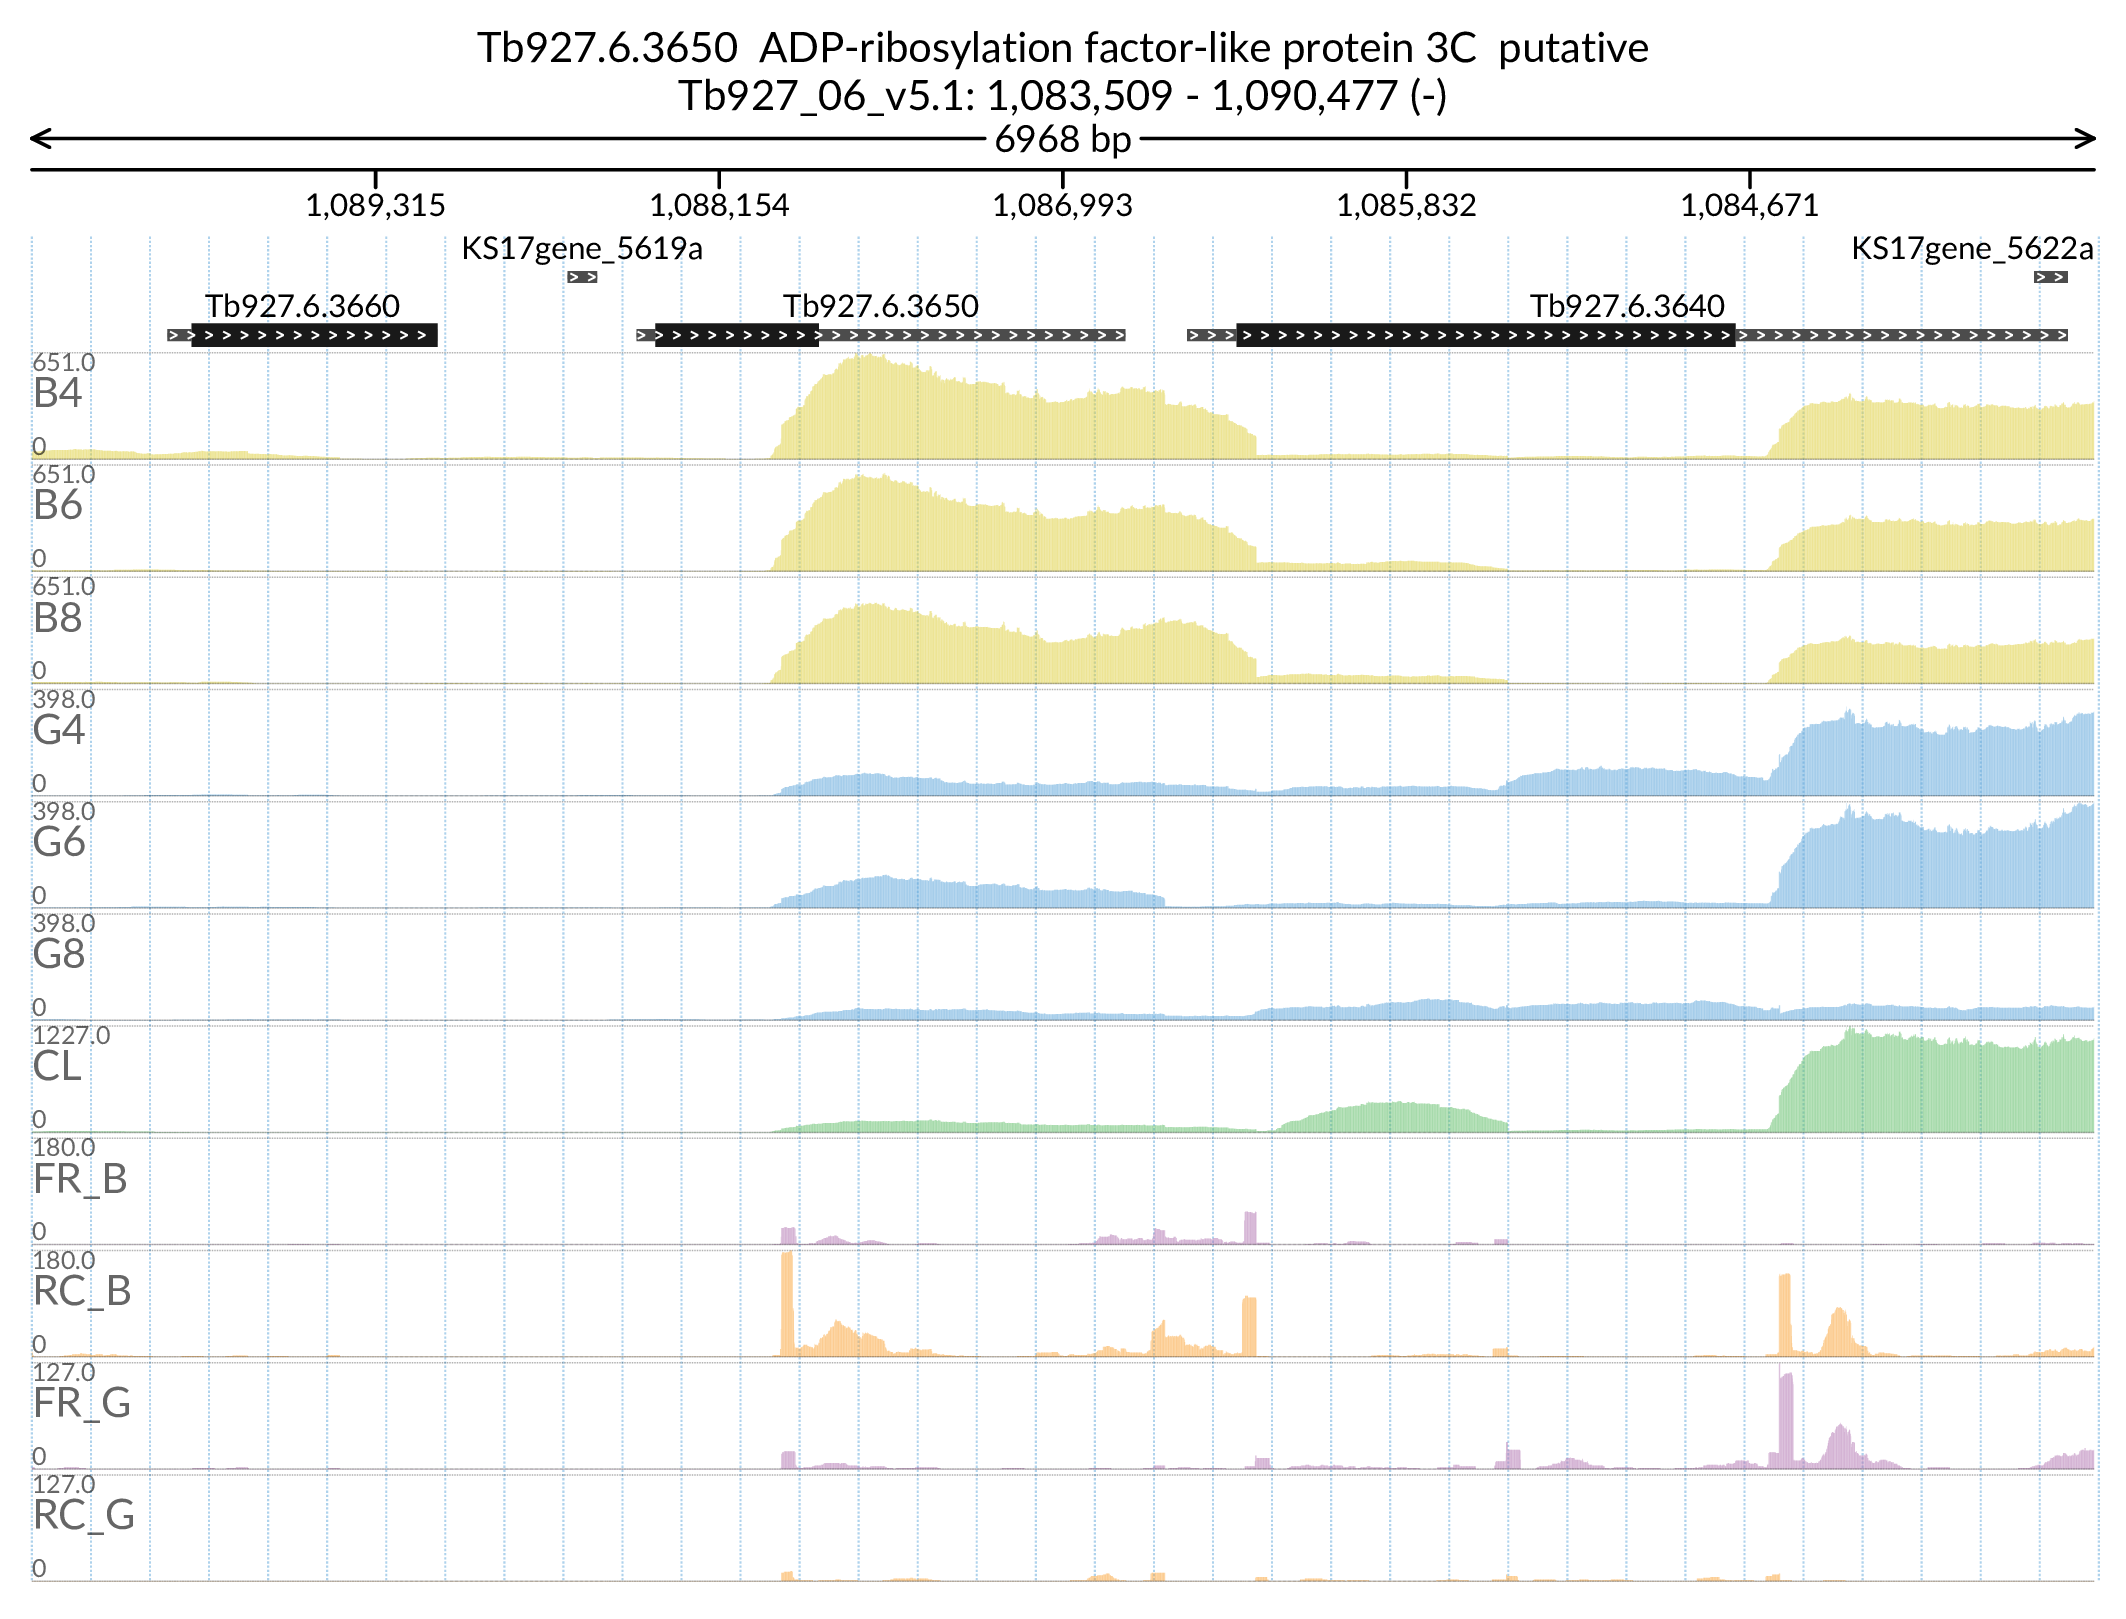 Tb927.6.3650  ADP-ribosylation factor-like protein 3C  putative
Tb927_06_v5.1: 1,083,509 - 1,090,477 (-)
6968 bp
1,089,315 1,088,154 1,086,993 1,085,832 1,084,671
KS17gene_5619a KS17gene_5622a
Tb927.6.3660 Tb927.6.3650 Tb927.6.3640
651.0
B4
0
651.0
B6
0
651.0
B8
0
398.0
G4
0
398.0
G6
0
398.0
G8
0
1227.0
CL
0
180.0
FR_B
0
180.0
RC_B
0
127.0
FR_G
0
127.0
RC_G
0